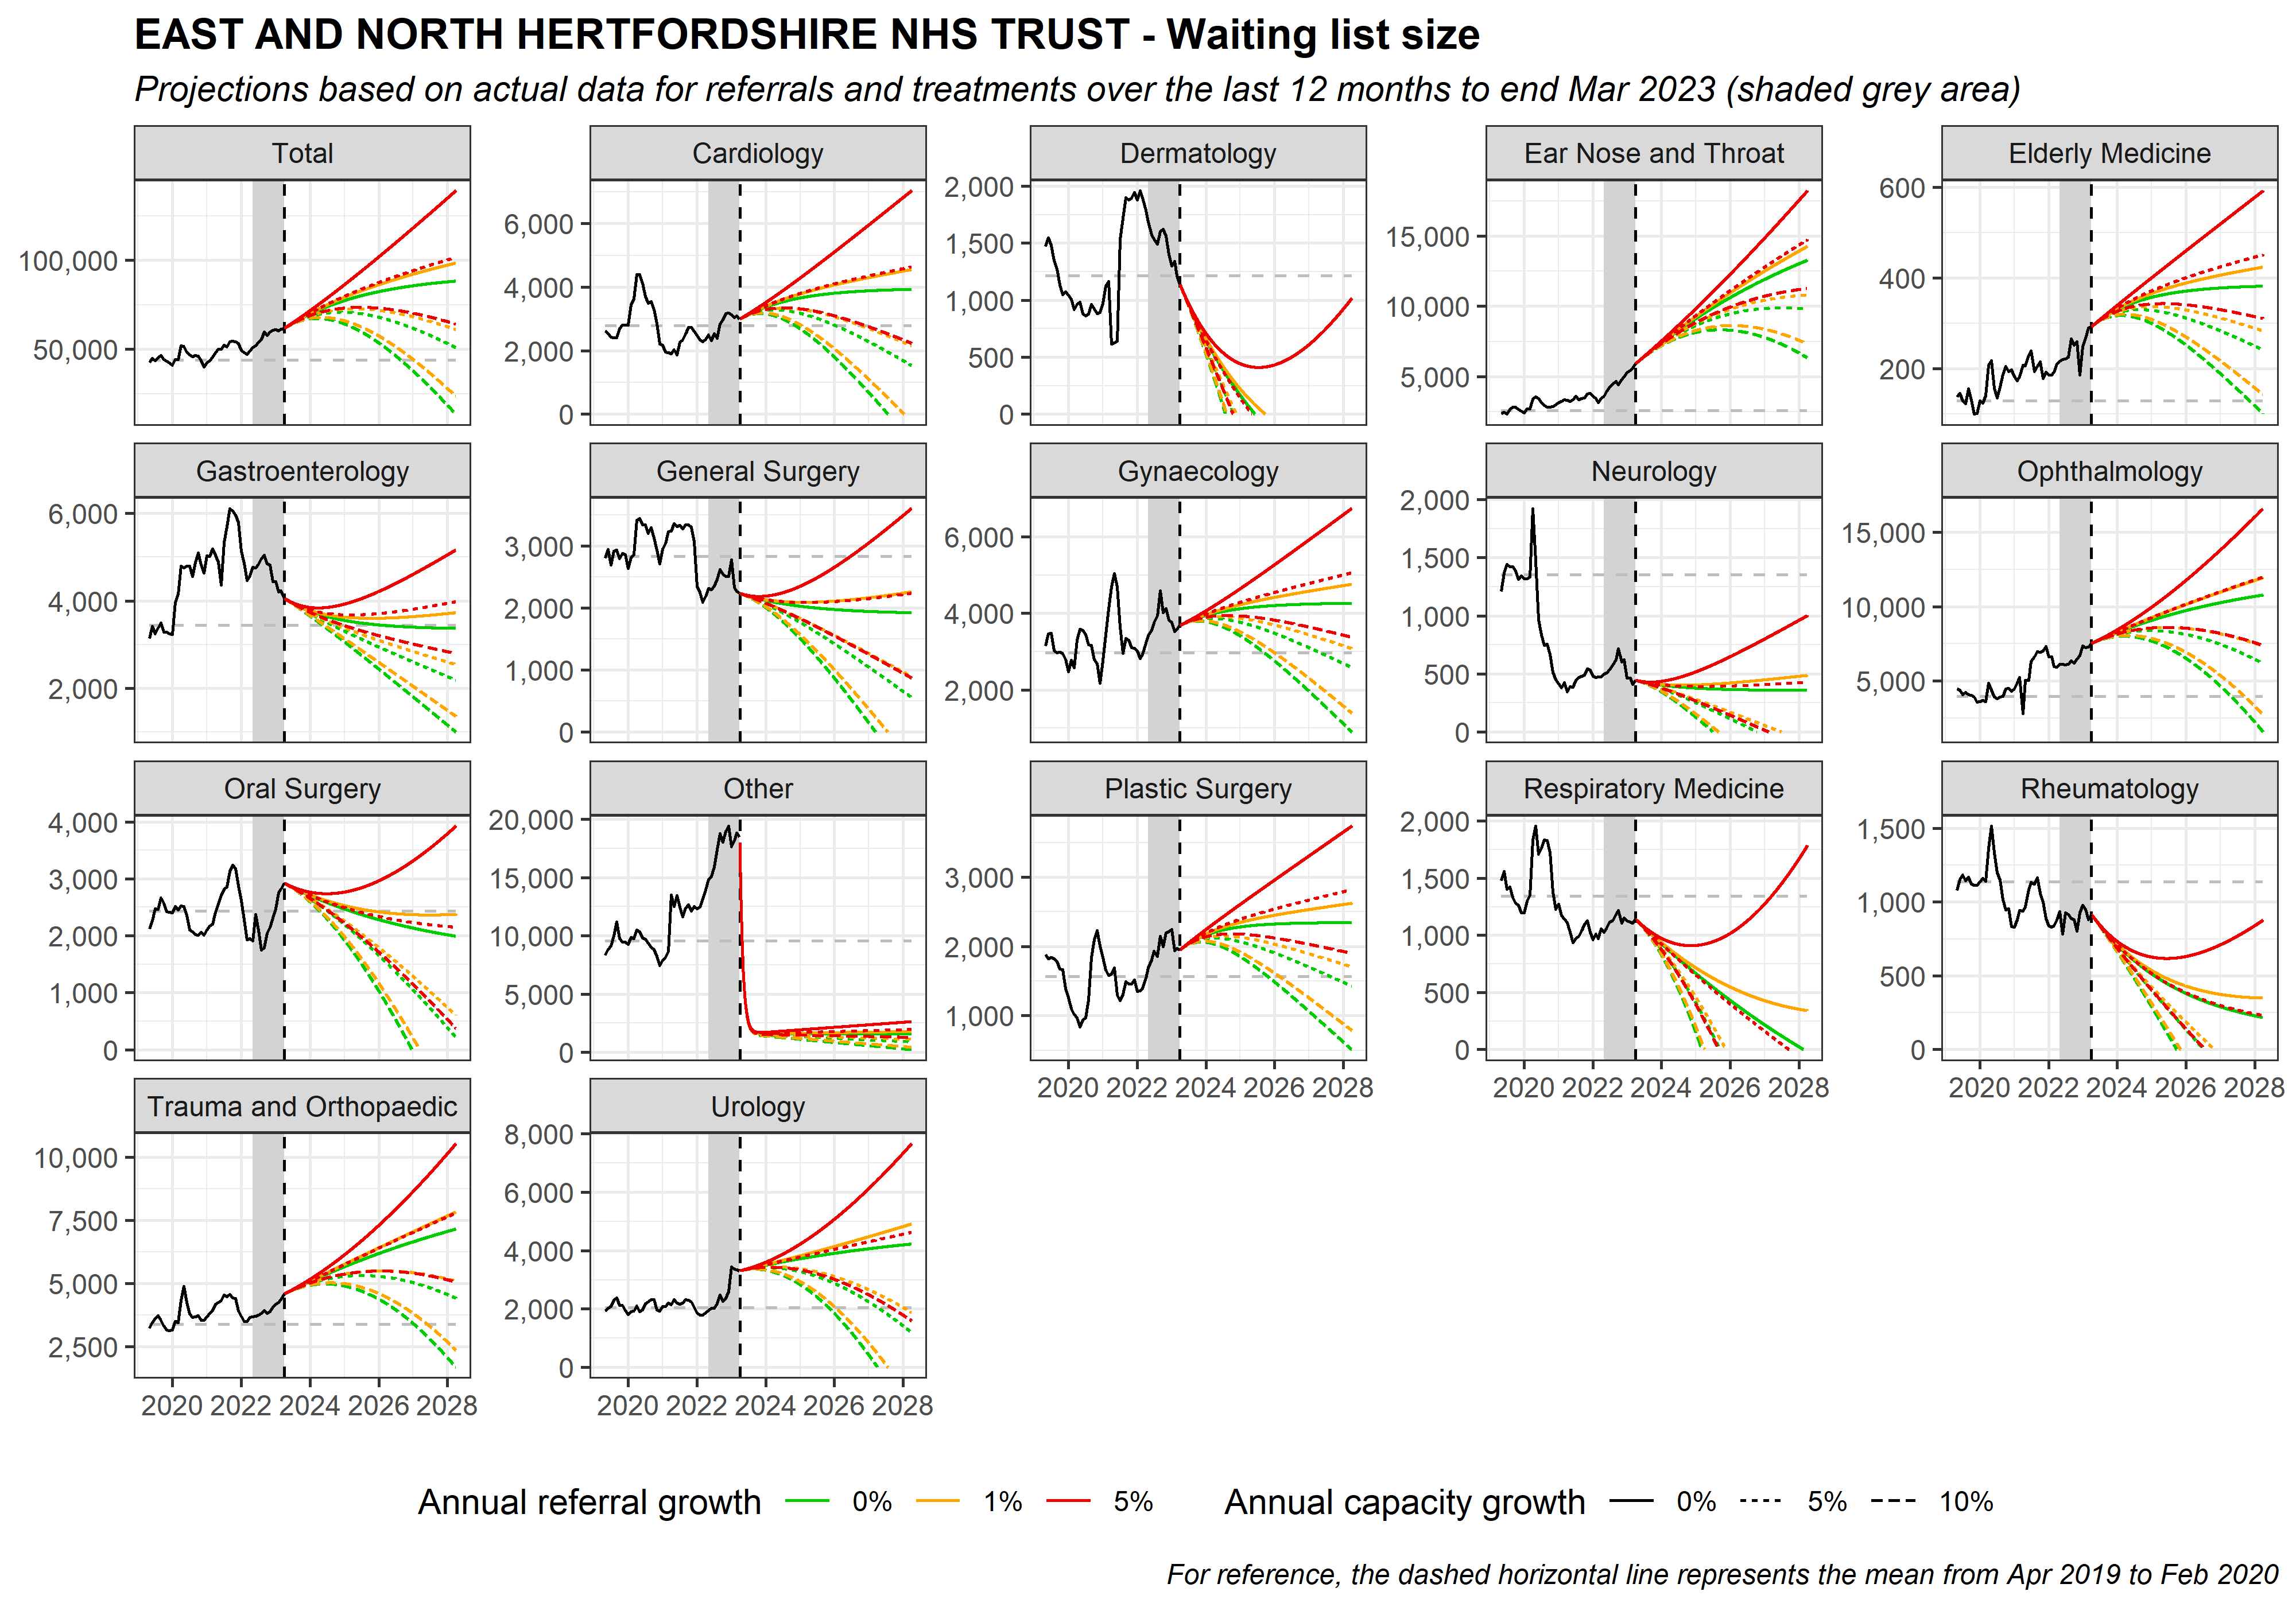 EAST AND NORTH HERTFORDSHIRE NHS TRUST - Waiting list size
Projections based on actual data for referrals and treatments over the last 12 months to end Mar 2023 (shaded grey area)
Total
100,000
50,000
Cardiology
6,000
4,000
2,000
0
Dermatology
2,000
1,500
1,000
500
0
Ear Nose and Throat
15,000
10,000
5,000
Elderly Medicine
600
400
200
Gastroenterology
6,000
4,000
2,000
General Surgery
3,000
2,000
1,000
0
Gynaecology
6,000
4,000
2,000
Neurology
2,000
1,500
1,000
500
0
Ophthalmology
15,000
10,000
5,000
Oral Surgery
4,000
3,000
2,000
1,000
0
Other
20,000
15,000
10,000
5,000
0
Plastic Surgery
3,000
2,000
1,000
2020 2022 2024 2026 2028
Respiratory Medicine
2,000
1,500
1,000
500
0
2020 2022 2024 2026 2028
Rheumatology
1,500
1,000
500
0
2020 2022 2024 2026 2028
Trauma and Orthopaedic
10,000
7,500
5,000
2,500
2020 2022 2024 2026 2028
Urology
8,000
6,000
4,000
2,000
0
2020 2022 2024 2026 2028
Annual referral growth 0% 1% 5% Annual capacity growth 0% 5% 10%
For reference, the dashed horizontal line represents the mean from Apr 2019 to Feb 2020